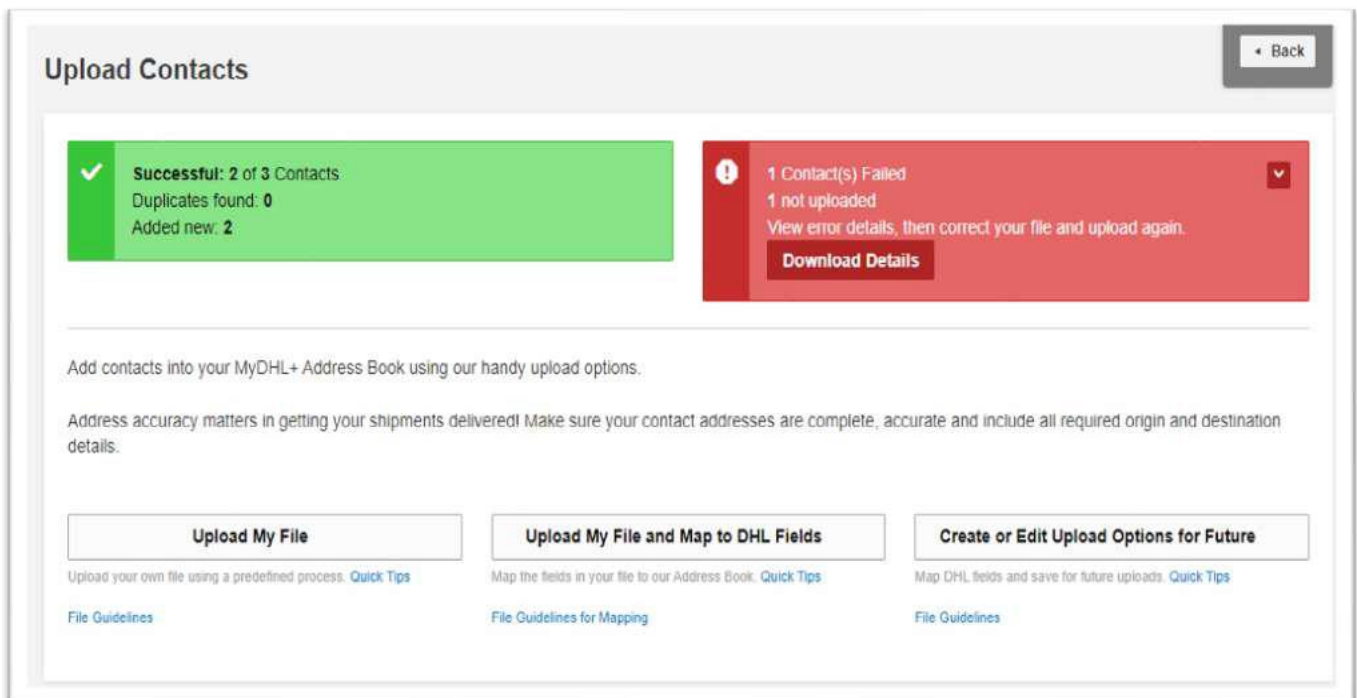 Back
Upload Contacts
Successful: 2 of 3 Contacts
Duplicates found: 0
Added new: 2
1 Contact(s) Failed
1 not uploaded
View error details, then correct your file and upload again.
Download Details
Add contacts into your MyDHL+ Address Book using our handy upload options.
Address accuracy matters in getting your shipments delivered! Make sure your contact addresses are complete, accurate and include all required origin and destination
details.
Upload My File
Upload your own file using a predefined process. Quick Tips
File Guidelines
Upload My File and Map to DHL Fields
Map the fields in your file to our Address Book. Quick Tips
File Guidelines for Mapping
Create or Edit Upload Options for Future
Map DHL fields and save for future uploads. Quick Tips
File Guidelines